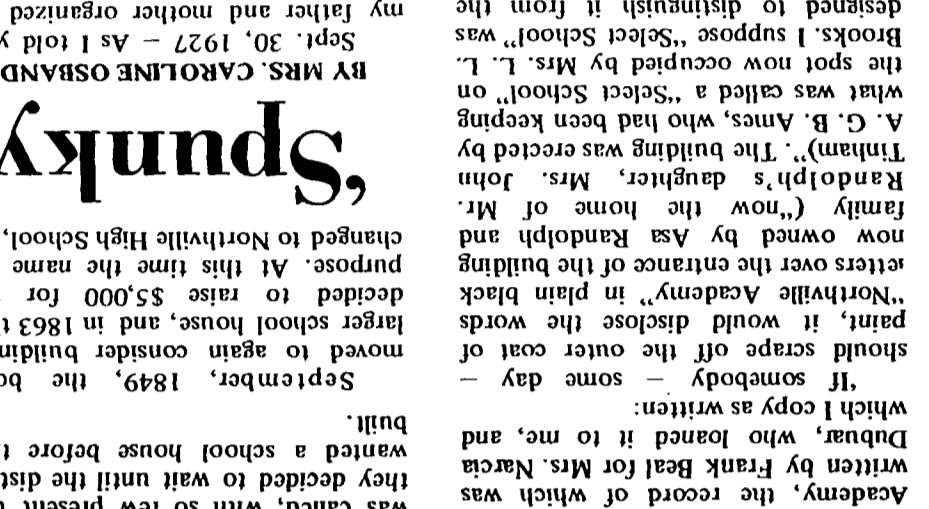 Academy, the record of which was
written by Frank Beal for Mrs. Narcia
Dubuar, who loaned it to me, and
which I copy as written:
'If somebody — some day —
should scrape off the outer coat of
paint, it would disclose the words
"Northville Academy" in plain black
letters over the entrance of the building
now owned by Asa Randolph and
family ("now the home of Mr.
Randolph's daughter, Mrs. John
Tinham)". The building was erected by
A. G. B. Ames, who had been keeping
what was called a "Select School" on
the spot now occupied by Mrs. L. L.
Brooks. I suppose "Select School" was
designed to distinguish it from the
was called, with so few present
they decided to wait until the dist
wanted a school house before t
built.
September, 1849, the bo
moved to again consider buildin
larger school house, and in 1863 t
decided to raise $5,000 for
purpose. At this time the name
changed to Northville High School,
'Spunky
BY MRS. CAROLINE OSBAND
Sept. 30, 1927 — As I told y
my father and mother organized